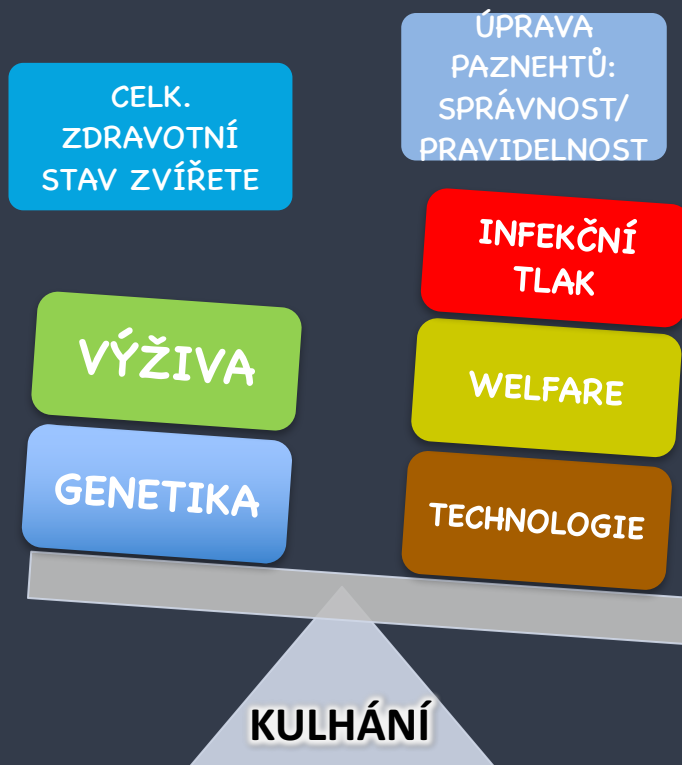 CELK.
ZDRAVOTNÍ
STAV ZVÍŘETE
VÝŽIVA
GENETIKA
ÚPRAVA
PAZNEHTŮ:
SPRÁVNOST/
PRAVIDELNOST
INFEKČNÍ
TLAK
WELFARE
TECHNOLOGIE
KULHÁNÍ